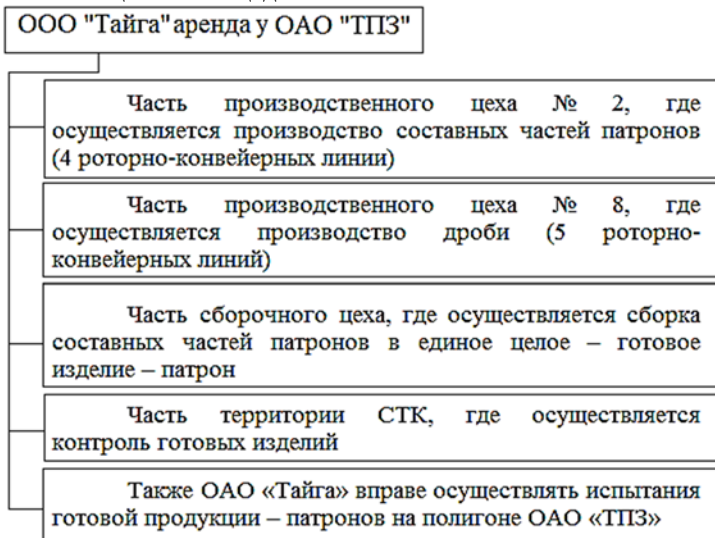 ООО "Тайга" аренда у ОАО "ТПЗ"
Часть производственного цеха № 2, где
осуществляется производство составных частей патронов
(4 роторно-конвейерных линии)
Часть производственного цеха № 8, где
осуществляется производство дроби (5 роторно-
конвейерных линий)
Часть сборочного цеха, где осуществляется сборка
составных частей патронов в единое целое – готовое
изделие – патрон
Часть территории СТК, где осуществляется
контроль готовых изделий
Также ОАО «Тайга» вправе осуществлять испытания
готовой продукции – патронов на полигоне ОАО «ТПЗ»